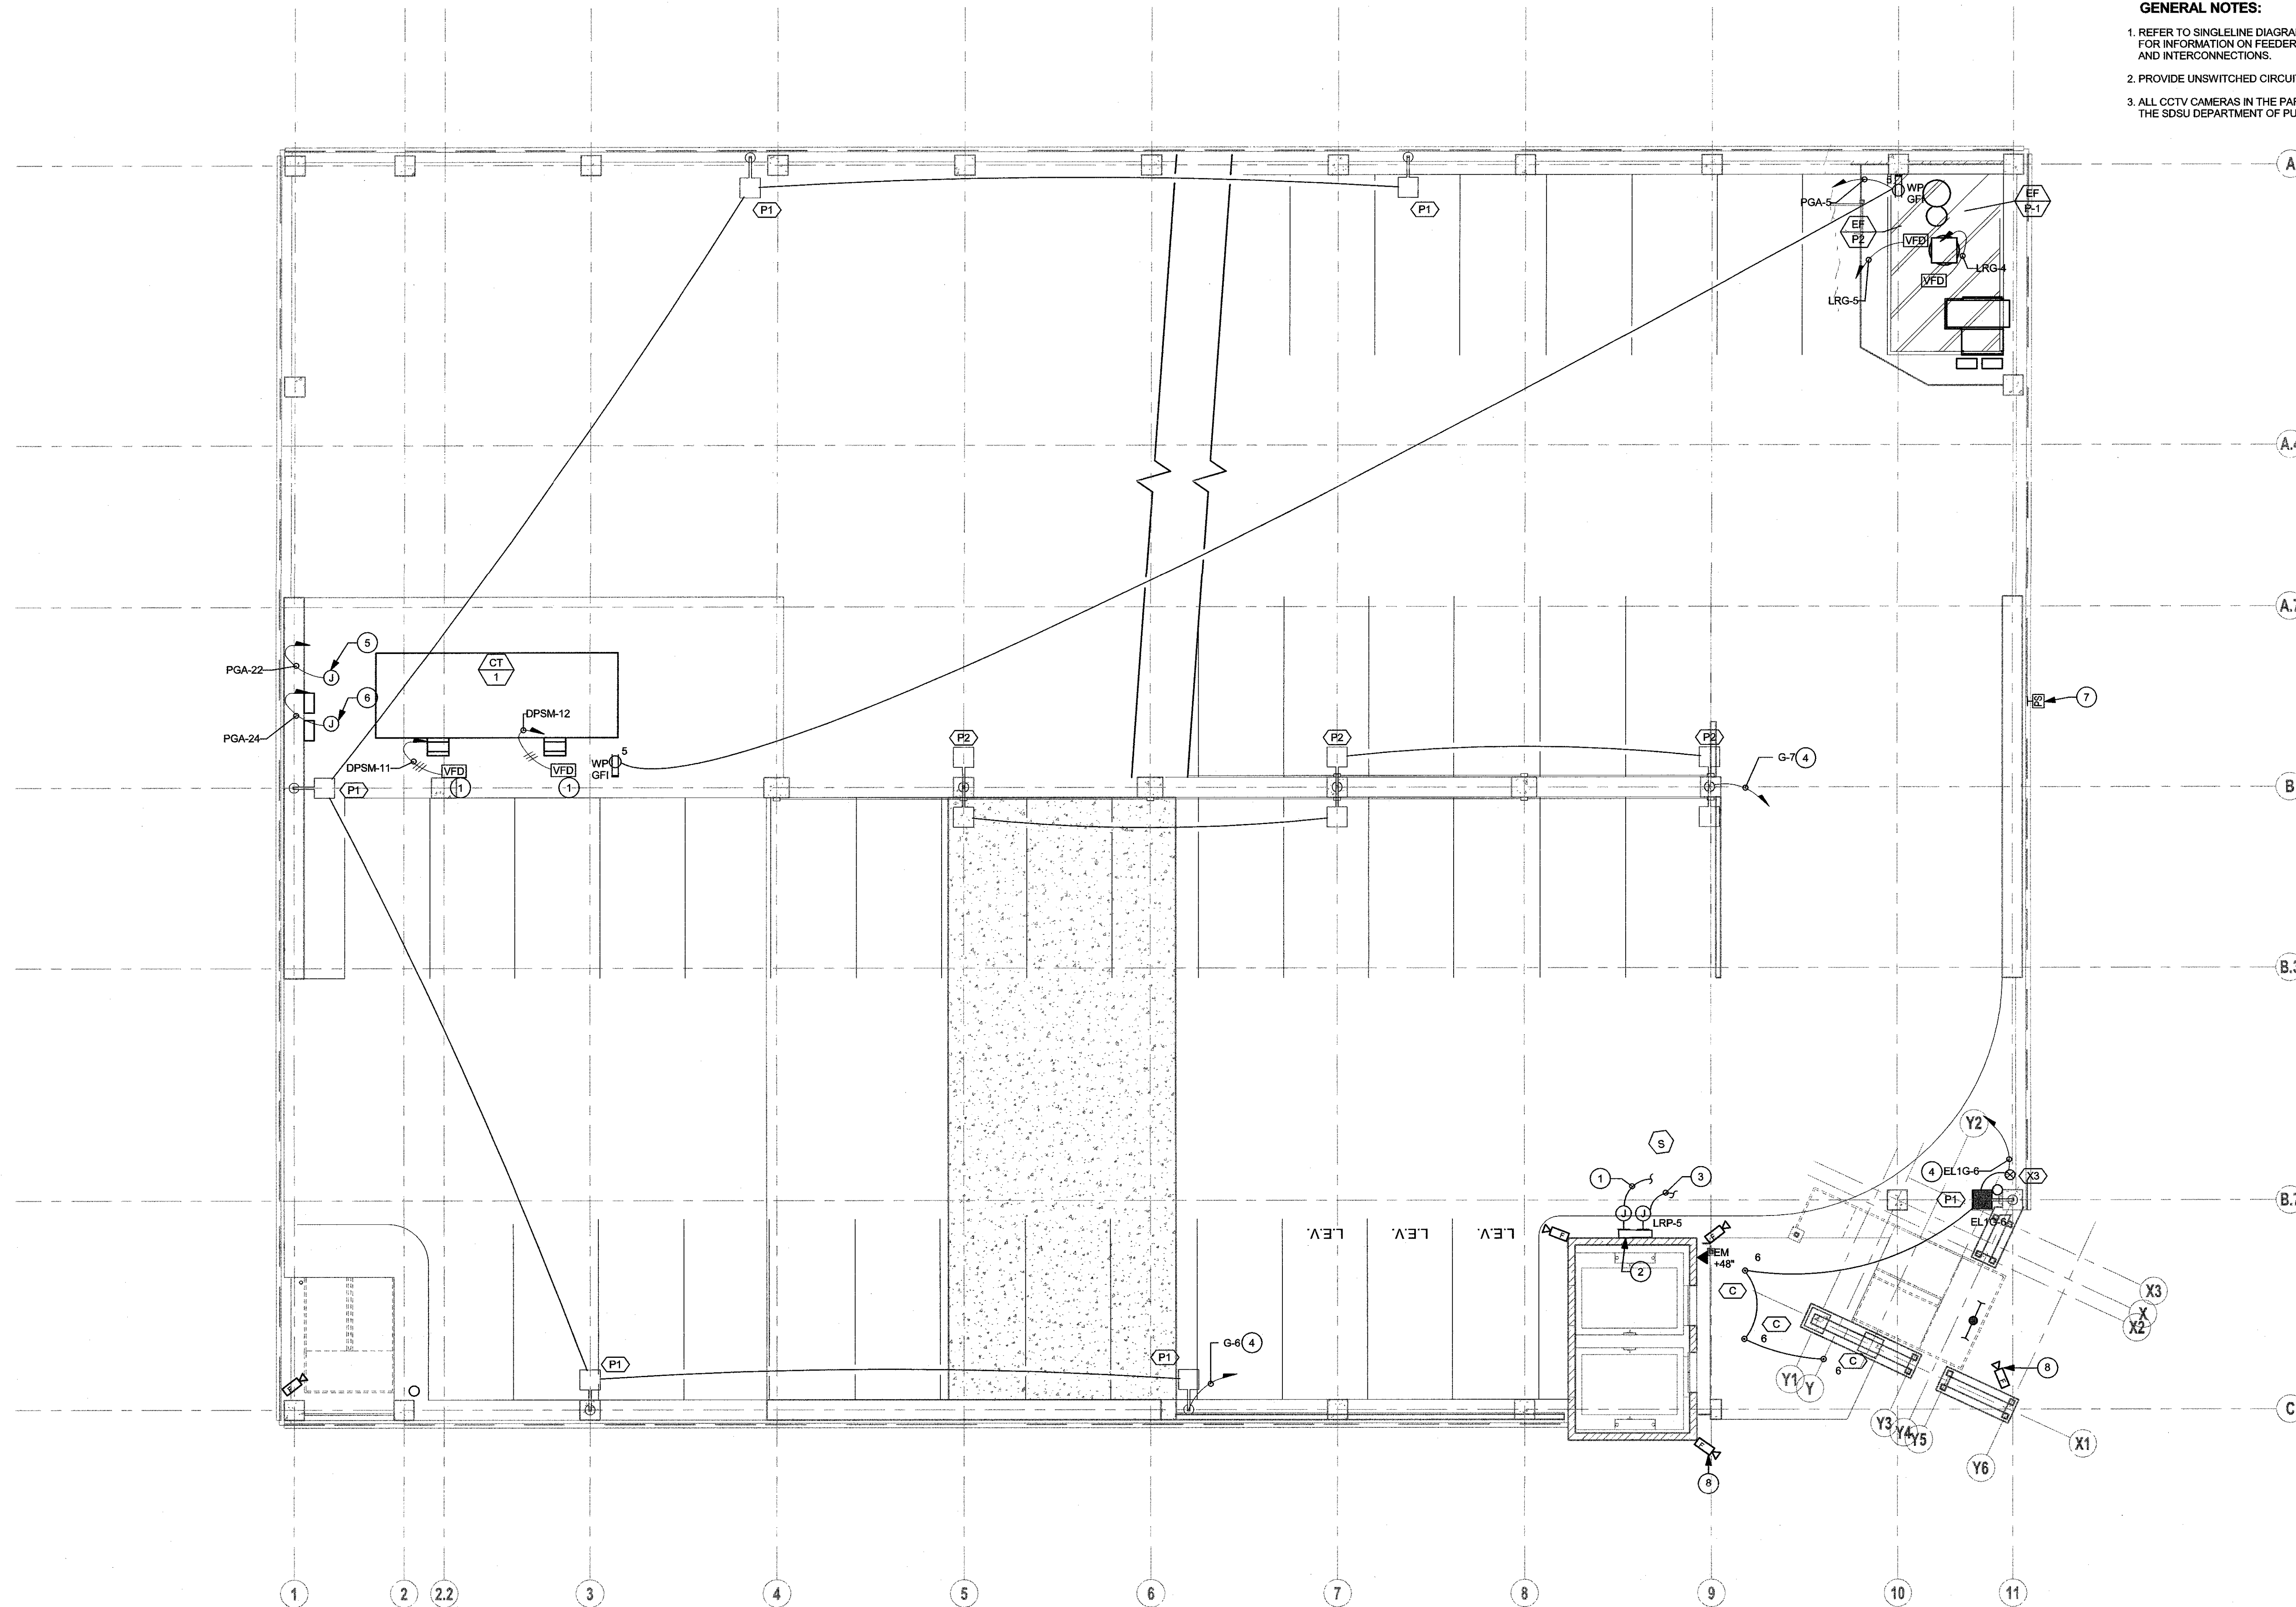 GENERAL NOTES:
1. REFER TO SINGLELINE
FOR INFORMATION ON
AND INTERCONNECTIONS.
2. PROVIDE UNSWITCHED
3. ALL CCTV CAMERAS IN THE
THE SDSU DEPARTMENT OF
A
P1
P1
PGA-5
WP
GFI
EF
P-1
EF
P2
VFD
LRG-4
VFD
LRG-5
A.7
5
PGA-22
J
CT
1
6
J
PGA-24
DPSM-12
7
PS
P2
P2
P2
5
WP
GFI
DPSM-11
VFD
VFD
G-7
4
P1
1
1
B
Y2
S
4
EL1G-6
X3
1
3
P1
J
J
LRP-5
EL1G-6
L.E.V.
L.E.V.
L.E.V.
F
F
EM
+48"
6
2
C
X3
X
X2
C
6
G-6
4
P1
P1
C
6
8
F
F
Y1
Y
C
Y3
Y4
Y5
X1
F
Y6
8
1
2
2.2
3
4
5
6
7
8
9
10
11